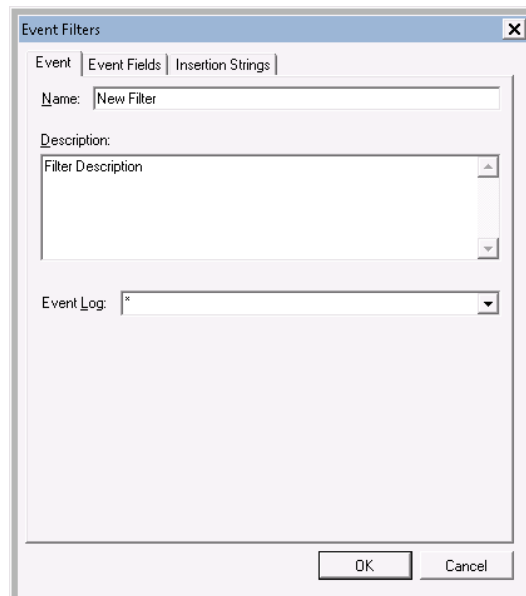 Event Filters
Event Event Fields Insertion Strings
Name: New Filter
Description:
Filter Description
Event Log: *
OK Cancel